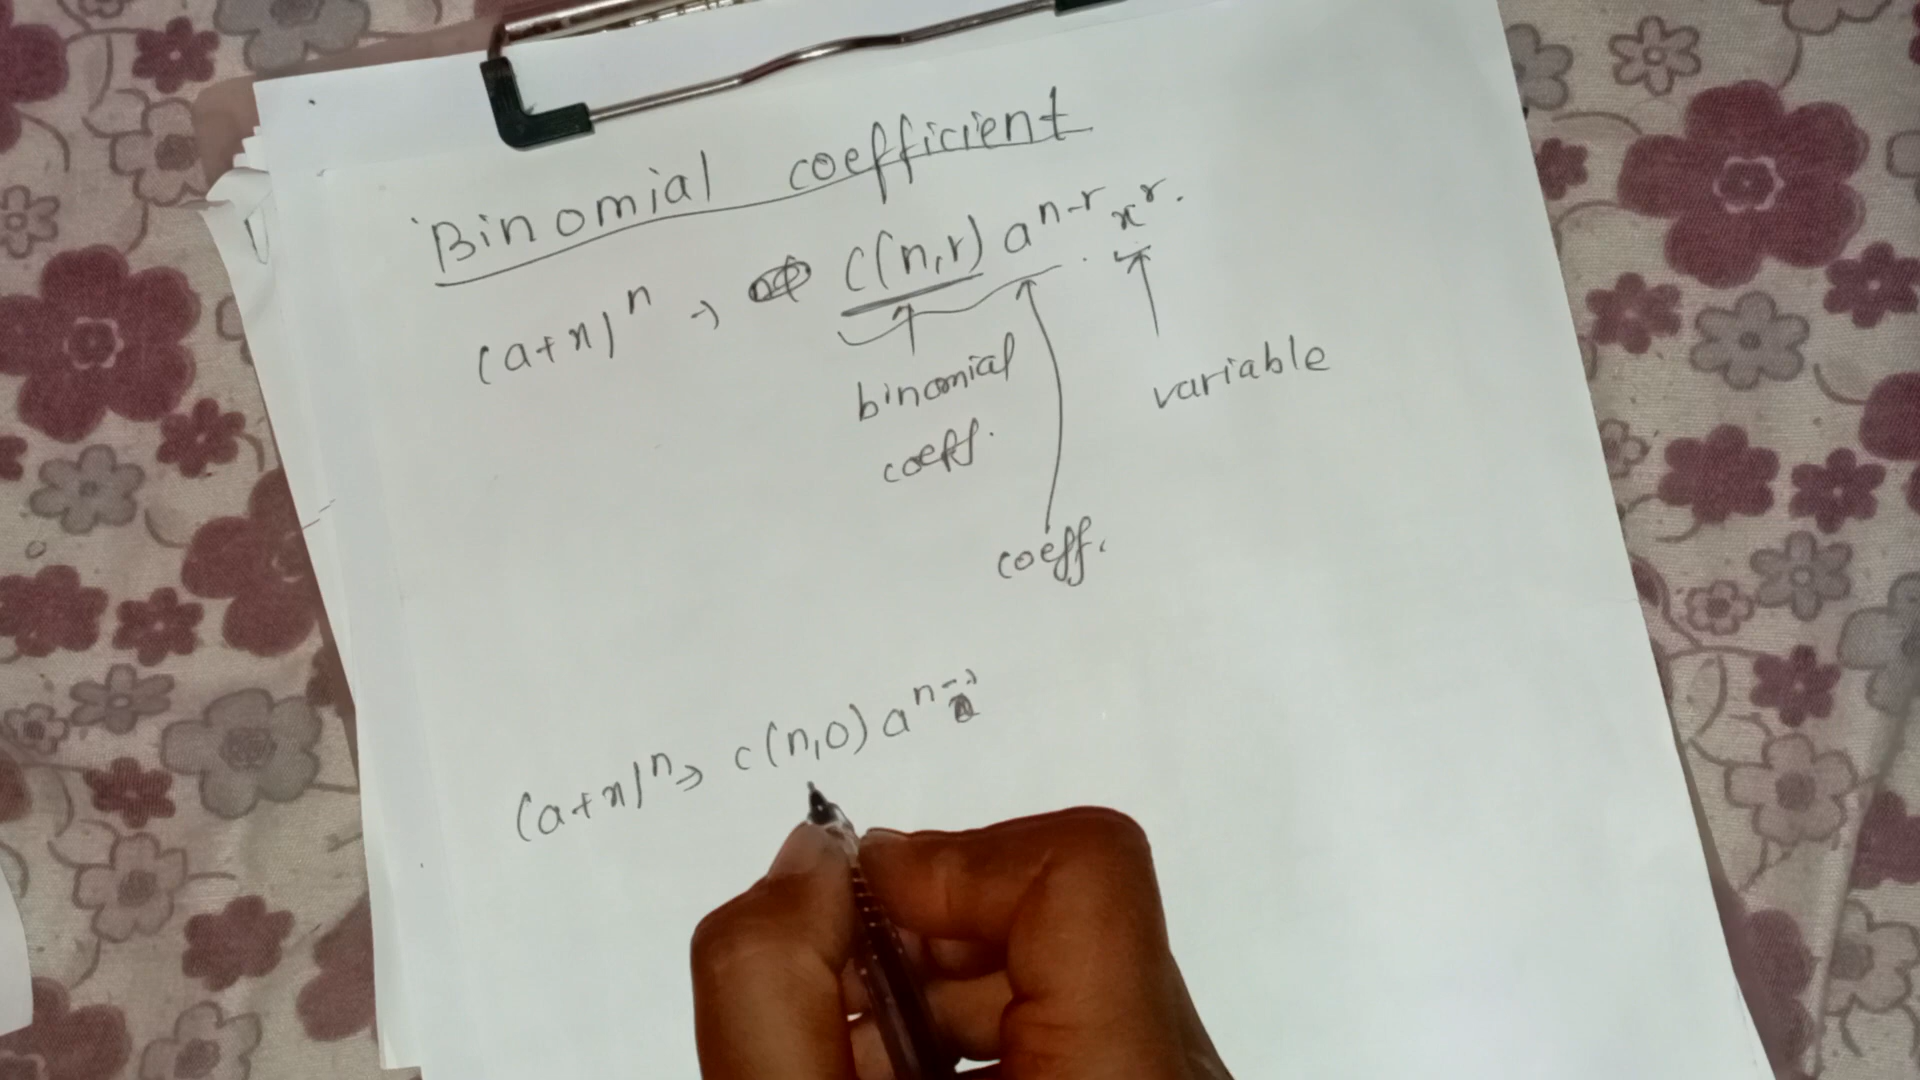 Binomial coefficient
(a+x)^n → C(n,r) a^{n-r} x^r.
binomial
coeff.
variable
coeff.
(a+x)^n ⇒ c(n,0) a^{n-